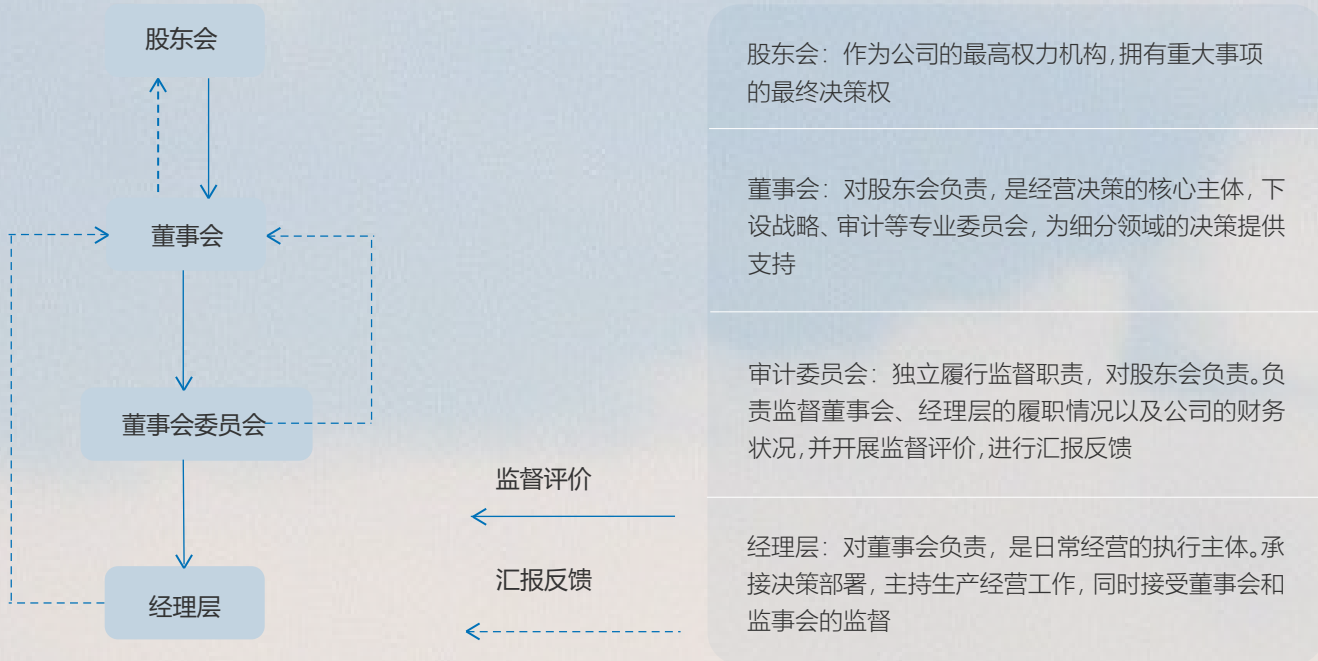 股东会
董事会
董事会委员会
经理层
监督评价
汇报反馈
股东会：作为公司的最高权力机构，拥有重大事项
的最终决策权
董事会：对股东会负责，是经营决策的核心主体，下
设战略、审计等专业委员会，为细分领域的决策提供
支持
审计委员会：独立履行监督职责，对股东会负责。负
责监督董事会、经理层的履职情况以及公司的财务
状况，并开展监督评价，进行汇报反馈
经理层：对董事会负责，是日常经营的执行主体。承
接决策部署，主持生产经营工作，同时接受董事会和
监事会的监督